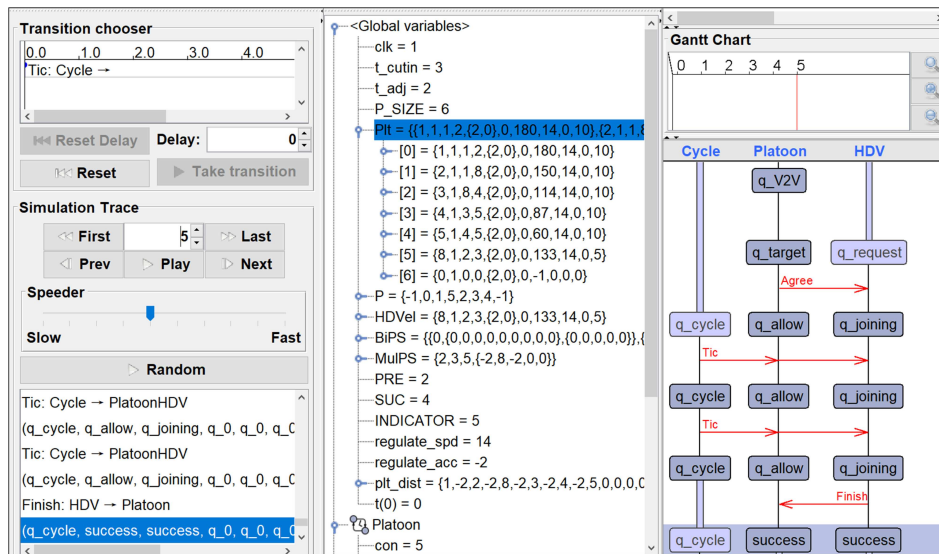 Transition chooser
0.0 1.0 2.0 3.0 4.0
Tic: Cycle →
Reset Delay Delay: 0
Reset Take transition
Simulation Trace
First 5 Last
Prev Play Next
Speeder
Slow Fast
Random
Tic: Cycle → PlatoonHDV
(q_cycle, q_allow, q_joining, q_0, q_0, q_0
Tic: Cycle → PlatoonHDV
(q_cycle, q_allow, q_joining, q_0, q_0, q_0
Finish: HDV → Platoon
(q_cycle, success, success, q_0, q_0, q_0
<Global variables>
clk = 1
t_cutin = 3
t_adj = 2
P_SIZE = 6
Plt = {{1,1,1,2,{2,0},0,180,14,0,10},{2,1,1,8
[0] = {1,1,1,2,{2,0},0,180,14,0,10}
[1] = {2,1,1,8,{2,0},0,150,14,0,10}
[2] = {3,1,8,4,{2,0},0,114,14,0,10}
[3] = {4,1,3,5,{2,0},0,87,14,0,10}
[4] = {5,1,4,5,{2,0},0,60,14,0,10}
[5] = {8,1,2,3,{2,0},0,133,14,0,5}
[6] = {0,1,0,0,{2,0},0,-1,0,0,0}
P = {-1,0,1,5,2,3,4,-1}
HDVel = {8,1,2,3,{2,0},0,133,14,0,5}
BiPS = {{0,{0,0,0,0,0,0,0,0,0},{0,0,0,0,0}},{
MulPS = {2,3,5,{-2,8,-2,0,0}}
PRE = 2
SUC = 4
INDICATOR = 5
regulate_spd = 14
regulate_acc = -2
plt_dist = {1,-2,2,-2,8,-2,3,-2,4,-2,5,0,0,0,0
t(0) = 0
Platoon
con = 5
Gantt Chart
0 1 2 3 4 5
Cycle Platoon HDV
q_V2V
q_target q_request
Agree
q_cycle q_allow q_joining
Tic
q_cycle q_allow q_joining
Tic
q_cycle q_allow q_joining
Finish
q_cycle success success